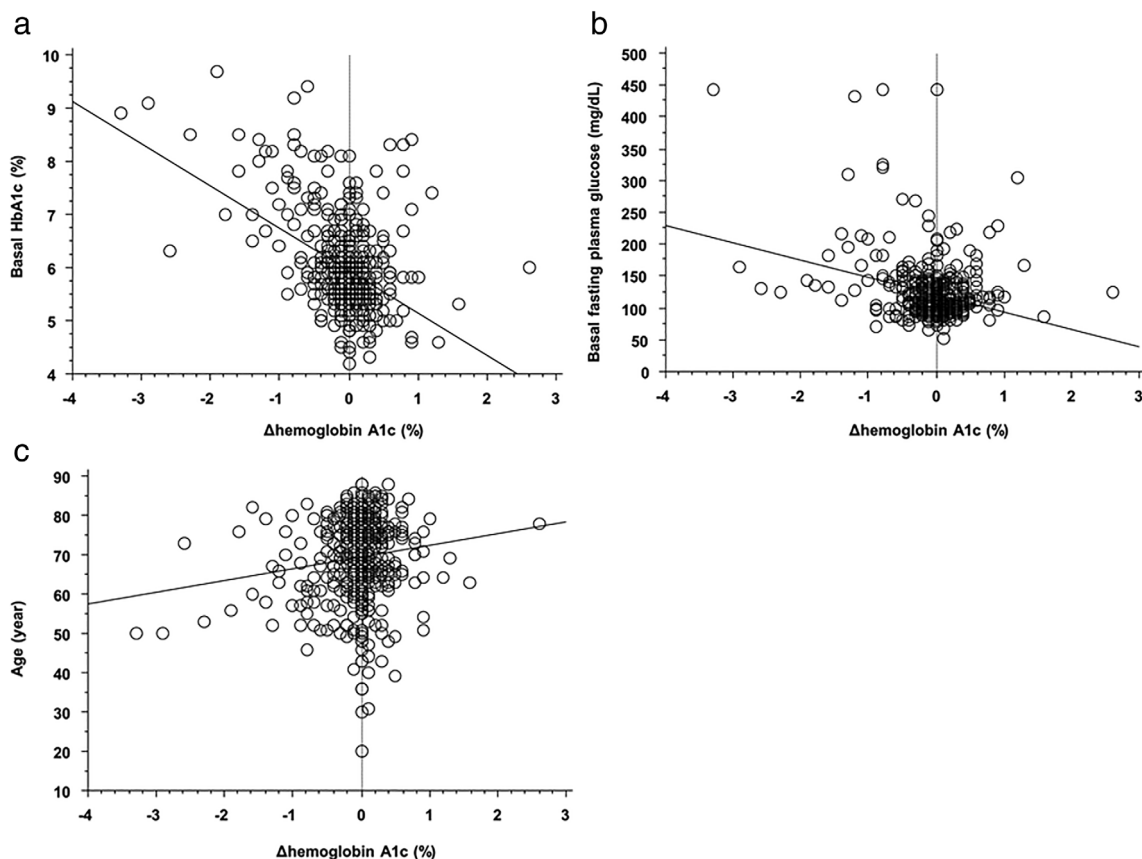 a
Basal HbA1c (%)
10
9
8
7
6
5
4
-4 -3 -2 -1 0 1 2 3
Δhemoglobin A1c (%)
b
Basal fasting plasma glucose (mg/dL)
500
450
400
350
300
250
200
150
100
50
0
-4 -3 -2 -1 0 1 2 3
Δhemoglobin A1c (%)
c
Age (year)
90
80
70
60
50
40
30
20
10
-4 -3 -2 -1 0 1 2 3
Δhemoglobin A1c (%)